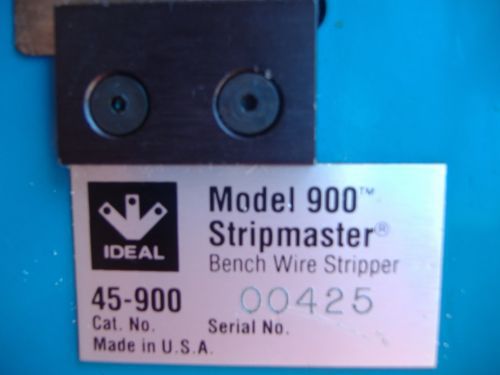 Model 900™
Stripmaster®
Bench Wire Stripper
IDEAL
45-900 00425
Cat. No. Serial No.
Made in U.S.A.